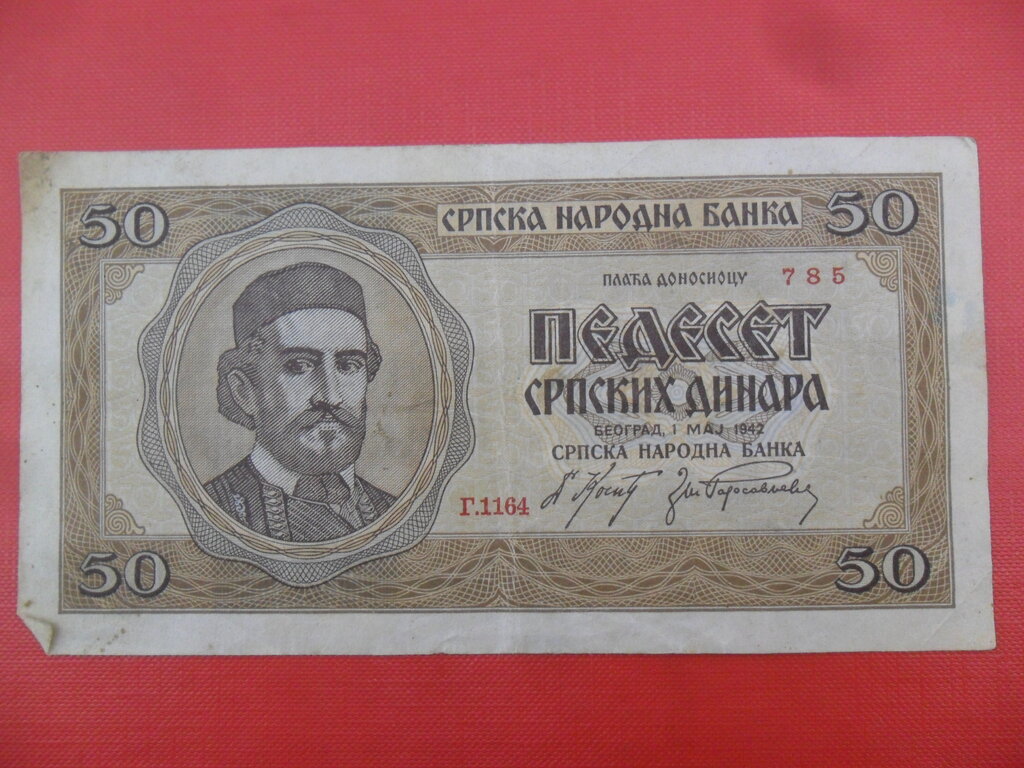 50 СРПСКА НАРОДНА БАНКА 50
ПЛАЋА ДОНОСИОЦУ 785
ПЕДЕСЕТ
СРПСКИХ ДИНАРА
БЕОГРАД, 1 МАЈ 1942
СРПСКА НАРОДНА БАНКА
Г.1164
50 50